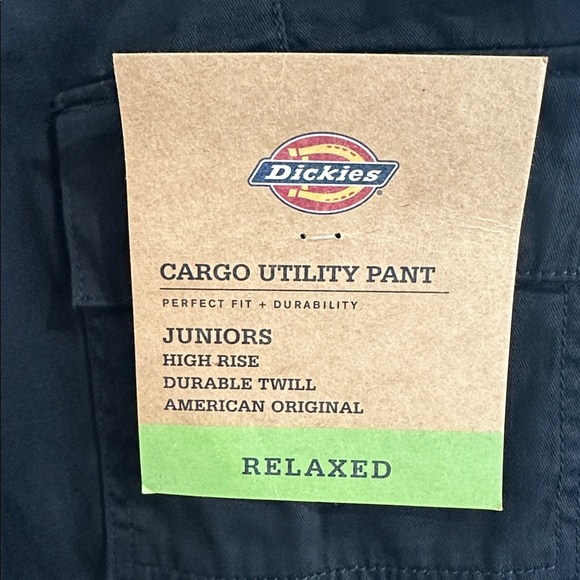 Dickies
CARGO UTILITY PANT
PERFECT FIT + DURABILITY
JUNIORS
HIGH RISE
DURABLE TWILL
AMERICAN ORIGINAL
RELAXED